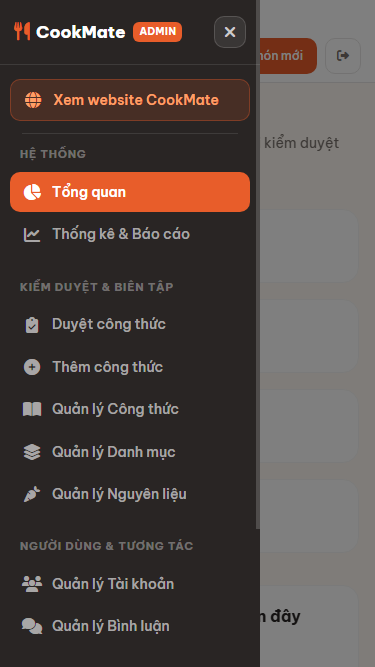 CookMate ADMIN
món mới
Xem website CookMate
kiểm duyệt
HỆ THỐNG
Tổng quan
Thống kê & Báo cáo
KIỂM DUYỆT & BIÊN TẬP
Duyệt công thức
Thêm công thức
Quản lý Công thức
Quản lý Danh mục
Quản lý Nguyên liệu
NGƯỜI DÙNG & TƯƠNG TÁC
Quản lý Tài khoản
đây
Quản lý Bình luận